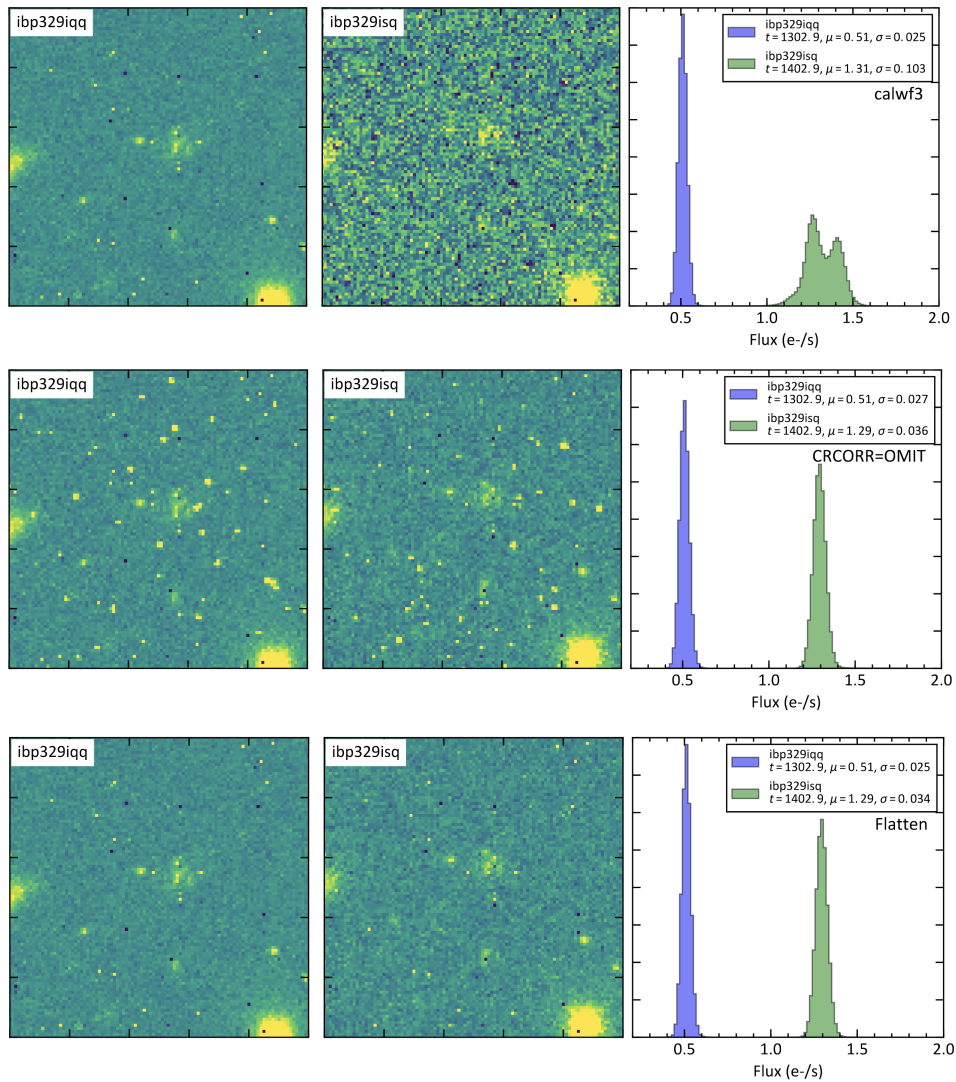 ibp329iqq
ibp329isq
ibp329iqq
t = 1302.9, μ = 0.51, σ = 0.025
ibp329isq
t = 1402.9, μ = 1.31, σ = 0.103
calwf3
0.5 1.0 1.5 2.0
Flux (e-/s)
ibp329iqq
ibp329isq
ibp329iqq
t = 1302.9, μ = 0.51, σ = 0.027
ibp329isq
t = 1402.9, μ = 1.29, σ = 0.036
CRCORR=OMIT
0.5 1.0 1.5 2.0
Flux (e-/s)
ibp329iqq
ibp329isq
ibp329iqq
t = 1302.9, μ = 0.51, σ = 0.025
ibp329isq
t = 1402.9, μ = 1.29, σ = 0.034
Flatten
0.5 1.0 1.5 2.0
Flux (e-/s)